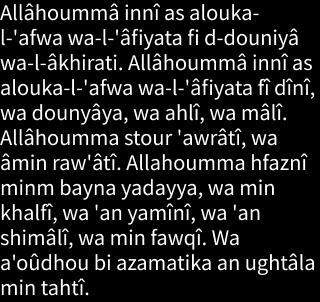 Allâhoummâ innî as alouka-
l-'afwa wa-l-'âfiyata fi d-douniyâ
wa-l-âkhirati. Allâhoummâ innî as
alouka-l-'afwa wa-l-'âfiyata fî dînî,
wa dounyâya, wa ahlî, wa mâlî.
Allâhoumma stour 'awrâtî, wa
âmin raw'âtî. Allahoumma hfaznî
minm bayna yadayya, wa min
khalfî, wa 'an yamînî, wa 'an
shimâlî, wa min fawqî. Wa
a'oûdhou bi azamatika an ughtâla
min tahtî.